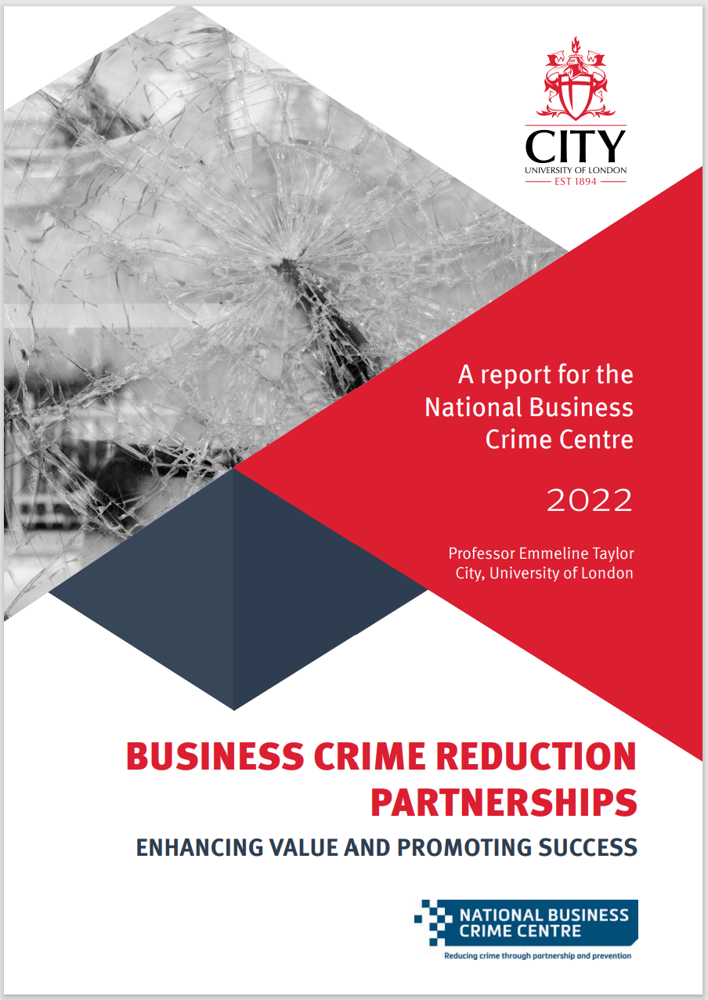 CITY
UNIVERSITY OF LONDON
EST 1894
A report for the
National Business
Crime Centre
2022
Professor Emmeline Taylor
City, University of London
BUSINESS CRIME REDUCTION
PARTNERSHIPS
ENHANCING VALUE AND PROMOTING SUCCESS
NATIONAL BUSINESS
CRIME CENTRE
Reducing crime through partnership and prevention